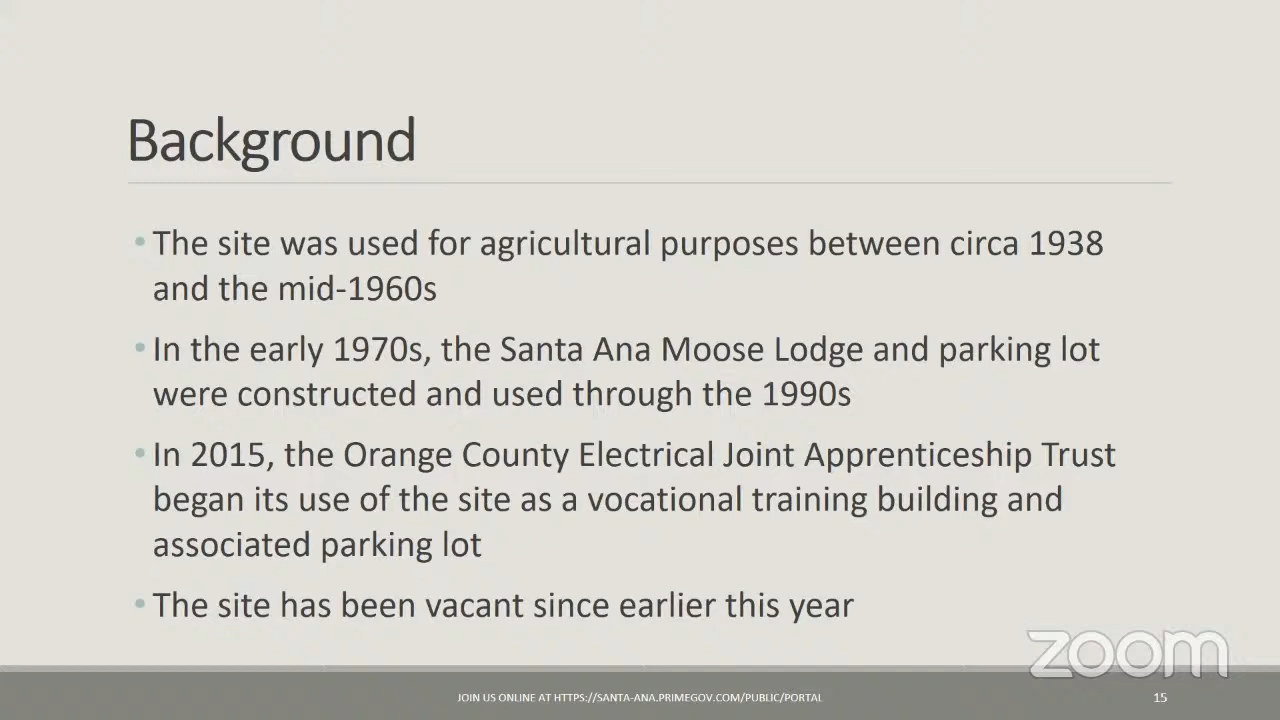 Background
• The site was used for agricultural purposes between circa 1938
and the mid-1960s
• In the early 1970s, the Santa Ana Moose Lodge and parking lot
were constructed and used through the 1990s
• In 2015, the Orange County Electrical Joint Apprenticeship Trust
began its use of the site as a vocational training building and
associated parking lot
• The site has been vacant since earlier this year
zoom
JOIN US ONLINE AT HTTPS://SANTA-ANA.PRIMEGOV.COM/PUBLIC/PORTAL
15